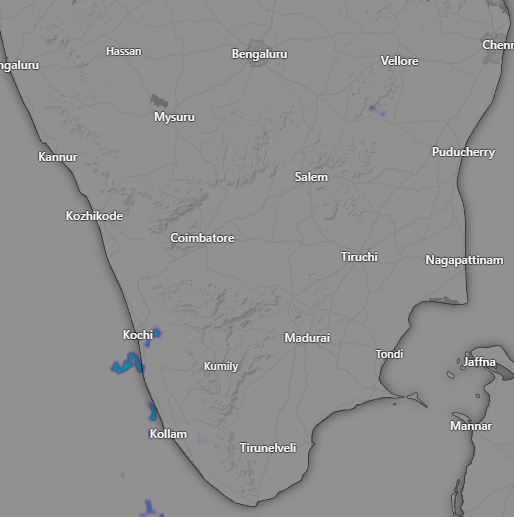 Hassan
Bengaluru
Chenn
ngaluru
Vellore
Mysuru
Kannur
Puducherry
Salem
Kozhikode
Coimbatore
Tiruchi
Nagapattinam
Kochi
Madurai
Tondi
Kumily
Jaffna
Mannar
Kollam
Tirunelveli